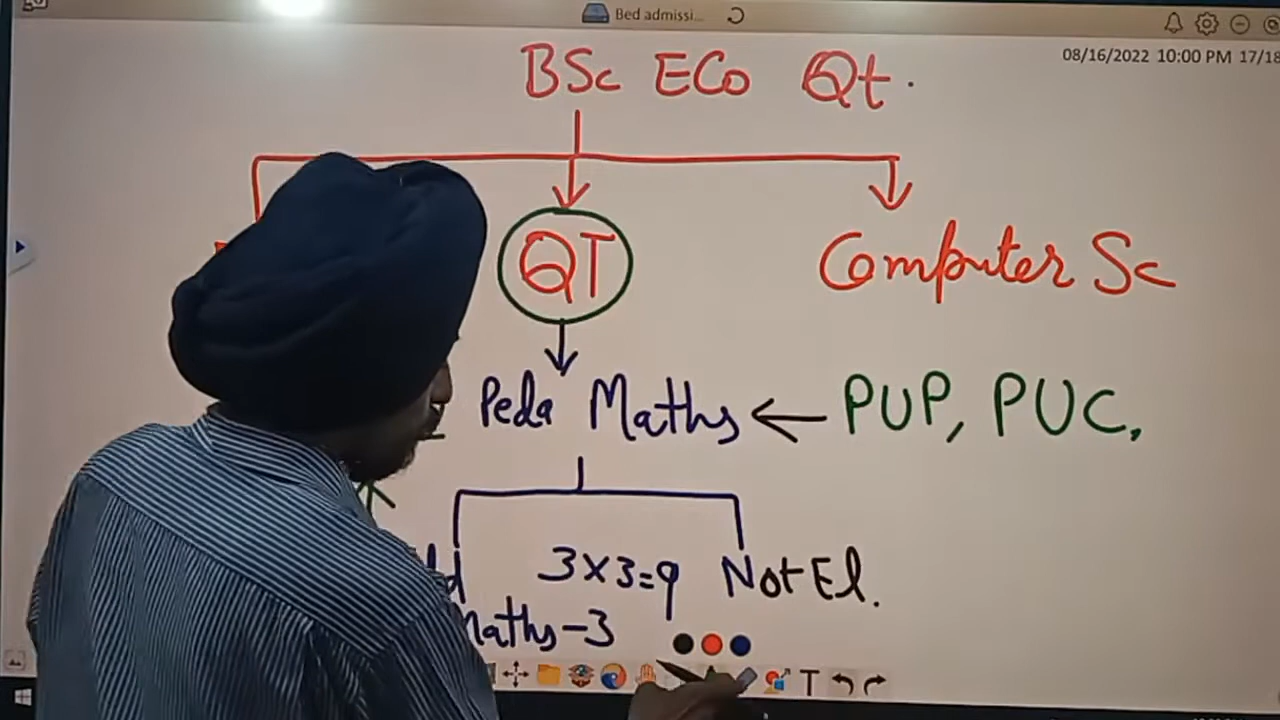 Bed admissi...
08/16/2022 10:00 PM 17/18
BSc ECo Qt.
QT
Computer Sc
Peda Maths ← PUP, PUC,
3×3=9 Not El.
Maths-3
T